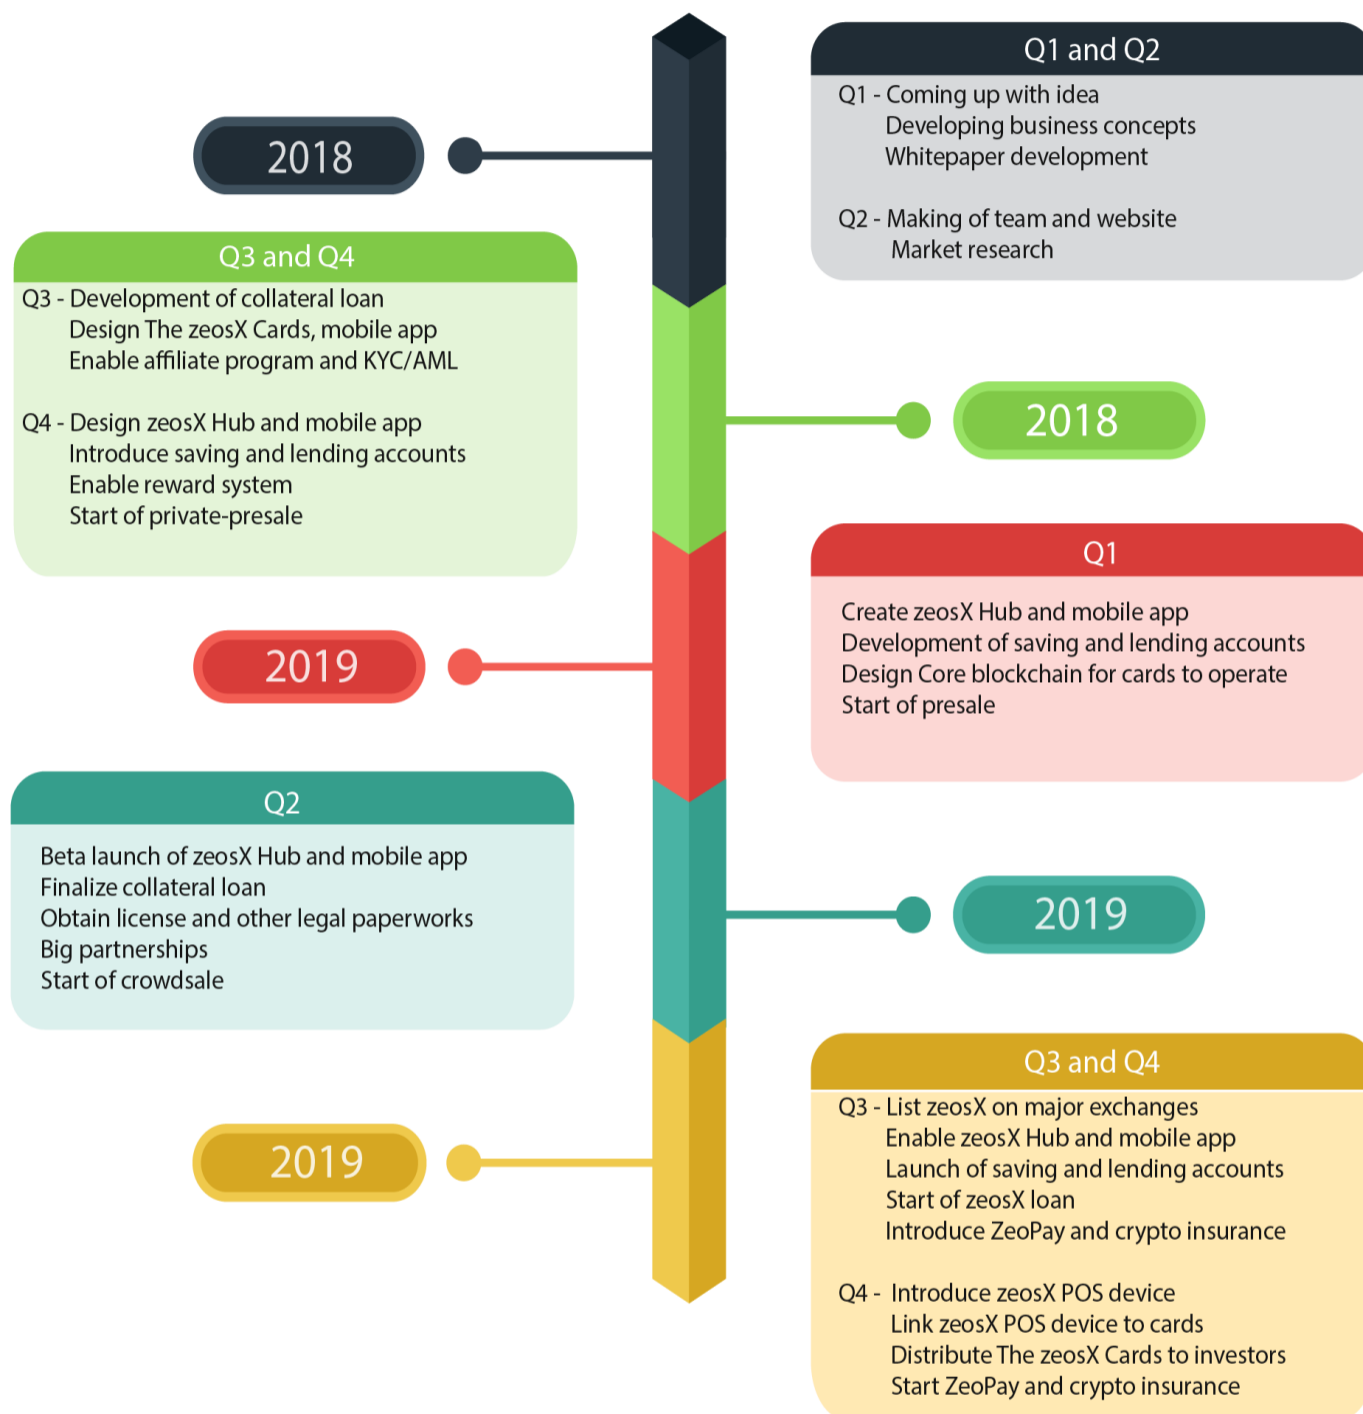 2018
Q1 and Q2
Q1 - Coming up with idea
Developing business concepts
Whitepaper development
Q2 - Making of team and website
Market research
2018
Q3 and Q4
Q3 - Development of collateral loan
Design The zeosX Cards, mobile app
Enable affiliate program and KYC/AML
Q4 - Design zeosX Hub and mobile app
Introduce saving and lending accounts
Enable reward system
Start of private-presale
2019
Q1
Create zeosX Hub and mobile app
Development of saving and lending accounts
Design Core blockchain for cards to operate
Start of presale
2019
Q2
Beta launch of zeosX Hub and mobile app
Finalize collateral loan
Obtain license and other legal paperworks
Big partnerships
Start of crowdsale
2019
Q3 and Q4
Q3 - List zeosX on major exchanges
Enable zeosX Hub and mobile app
Launch of saving and lending accounts
Start of zeosX loan
Introduce ZeoPay and crypto insurance
Q4 - Introduce zeosX POS device
Link zeosX POS device to cards
Distribute The zeosX Cards to investors
Start ZeoPay and crypto insurance